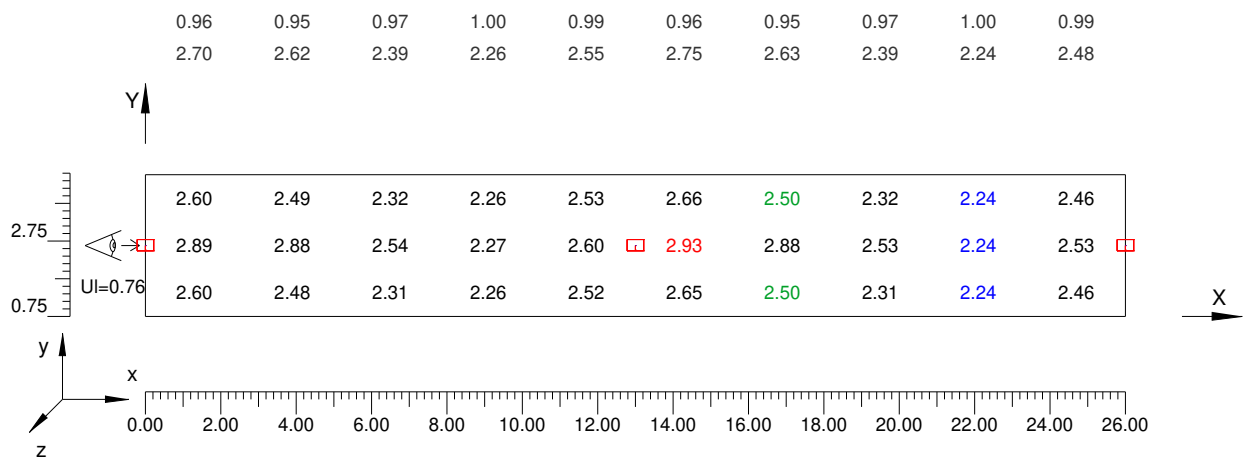 0.96 0.95 0.97 1.00 0.99 0.96 0.95 0.97 1.00 0.99
2.70 2.62 2.39 2.26 2.55 2.75 2.63 2.39 2.24 2.48
Y
2.60 2.49 2.32 2.26 2.53 2.66 2.50 2.32 2.24 2.46
2.75
2.89 2.88 2.54 2.27 2.60 2.93 2.88 2.53 2.24 2.53
Ul=0.76
2.60 2.48 2.31 2.26 2.52 2.65 2.50 2.31 2.24 2.46
0.75
X
y
x
z
0.00 2.00 4.00 6.00 8.00 10.00 12.00 14.00 16.00 18.00 20.00 22.00 24.00 26.00